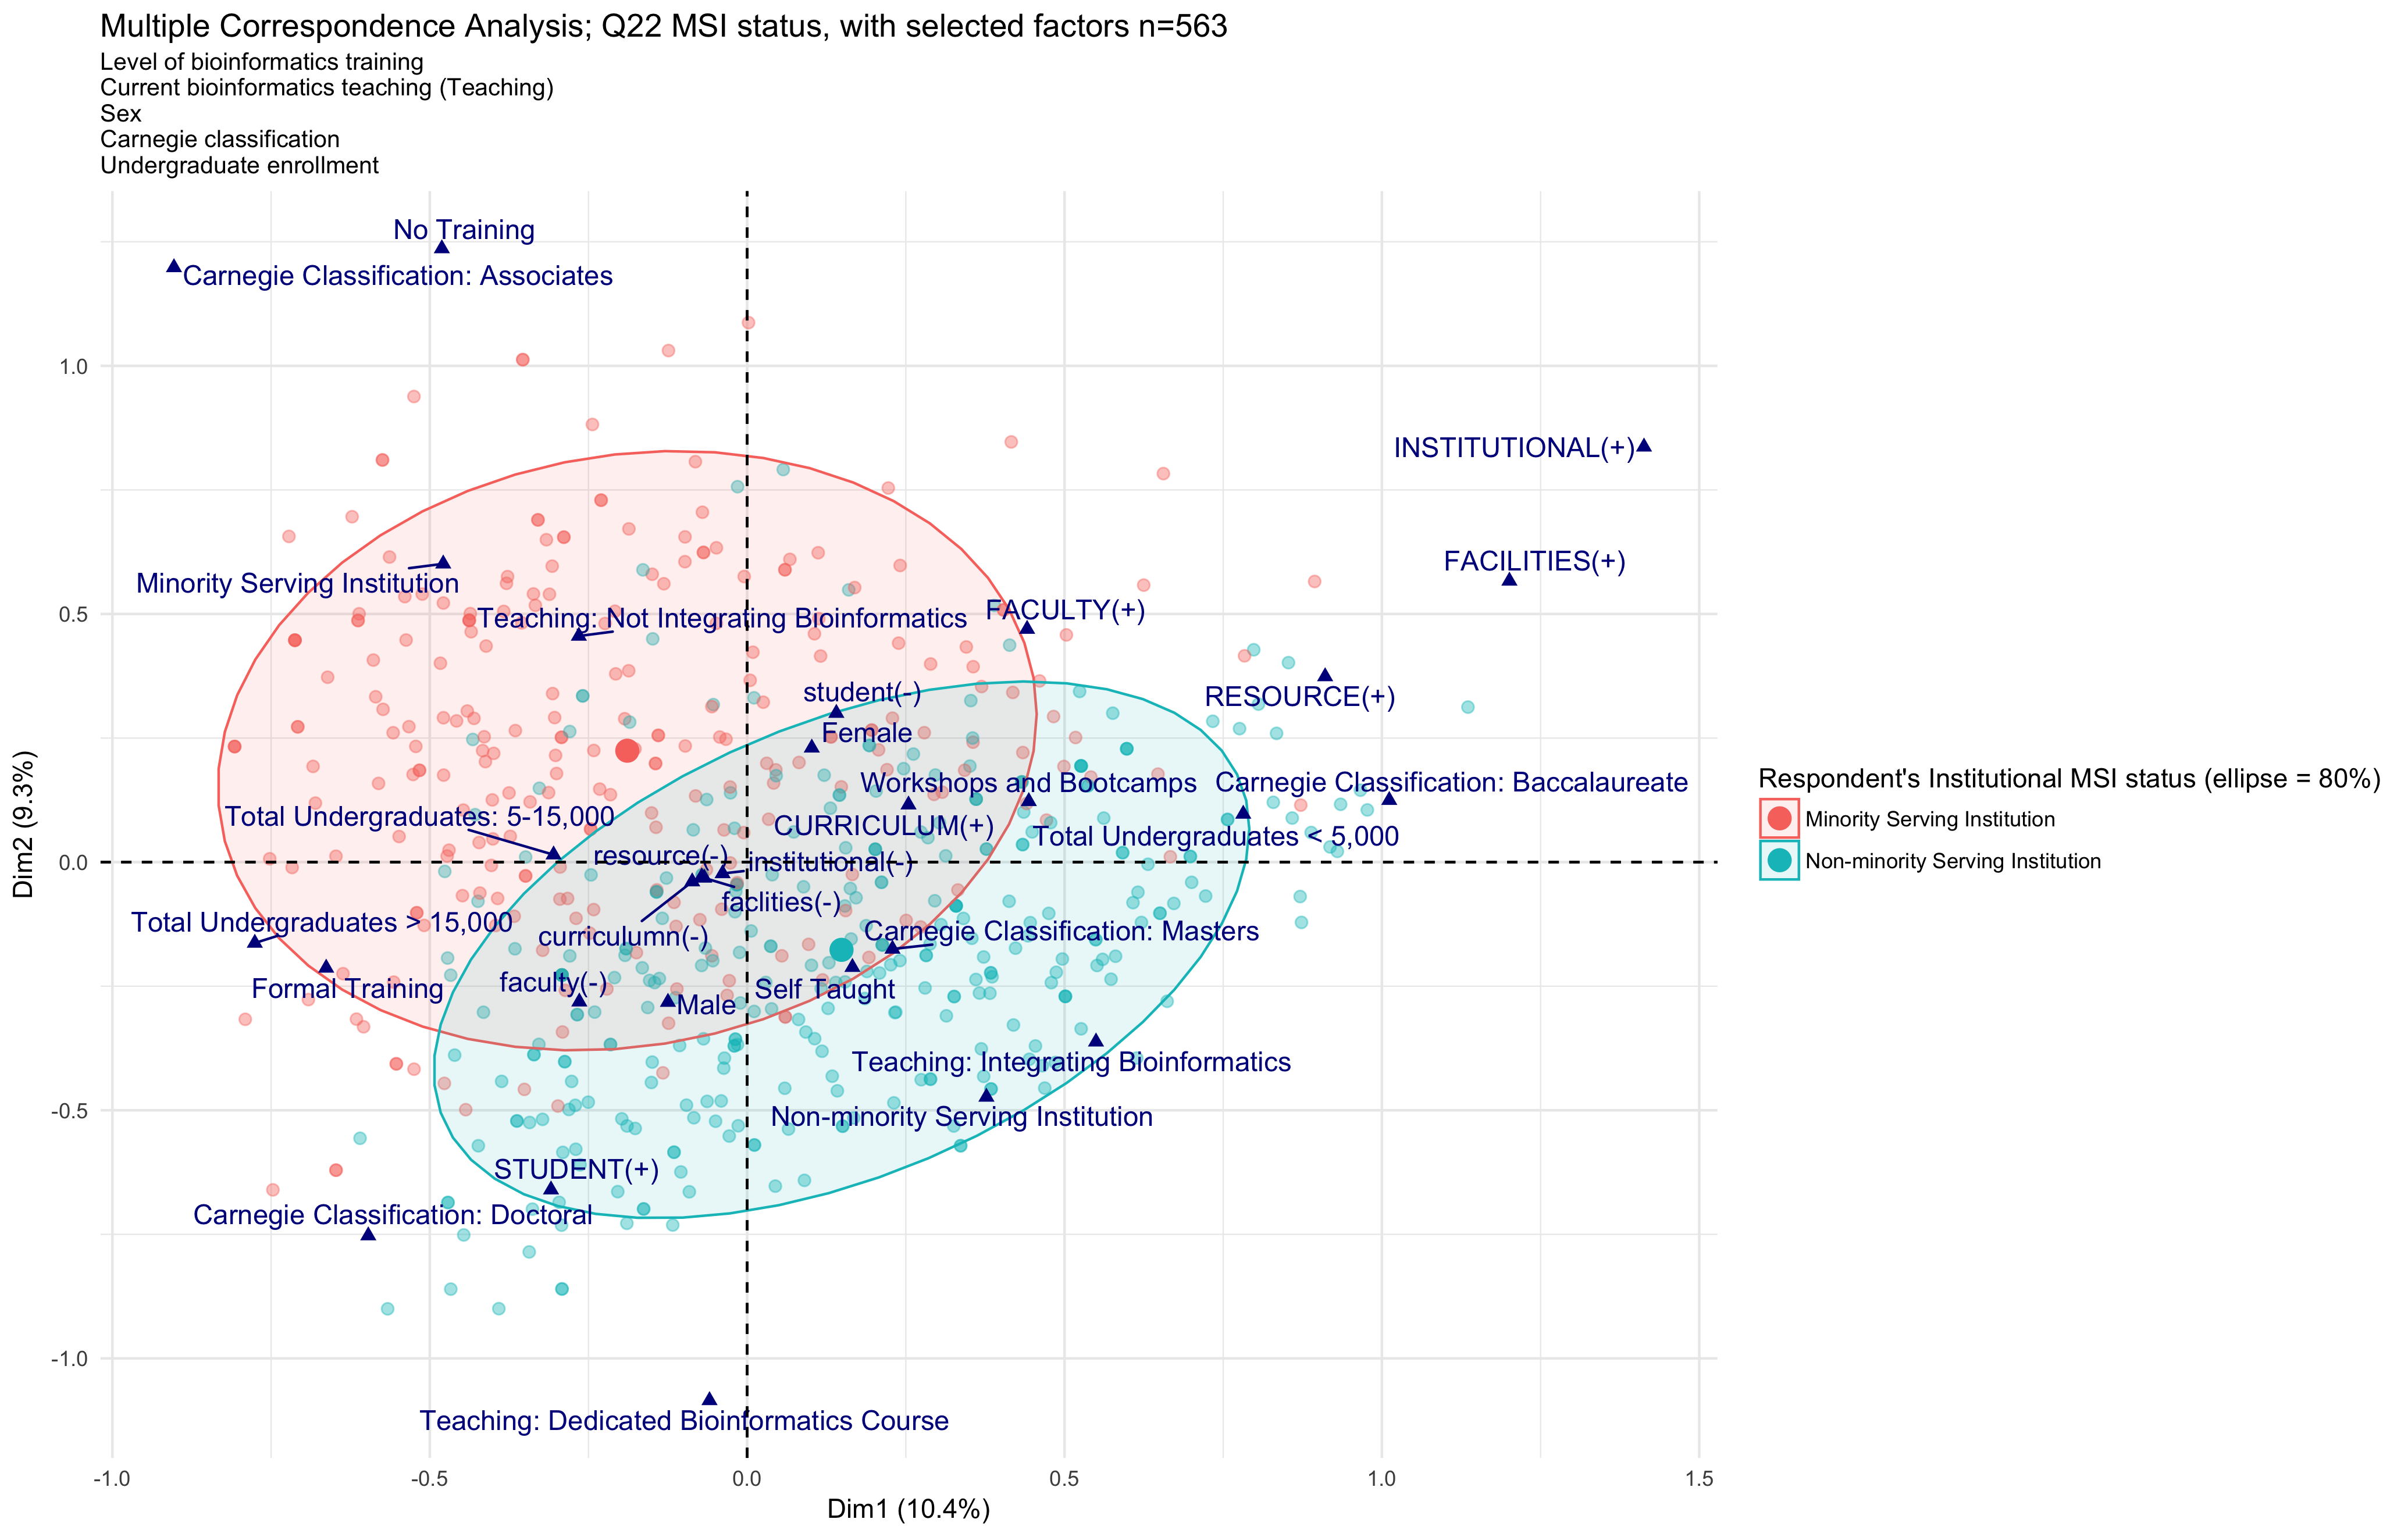 Multiple Correspondence Analysis; Q22 MSI status, with selected factors n=563
Level of bioinformatics training
Current bioinformatics teaching (Teaching)
Sex
Carnegie classification
Undergraduate enrollment
No Training
Carnegie Classification: Associates
INSTITUTIONAL(+)
FACILITIES(+)
Minority Serving Institution
FACULTY(+)
Teaching: Not Integrating Bioinformatics
student(-)
RESOURCE(+)
Female
Workshops and Bootcamps
Carnegie Classification: Baccalaureate
Total Undergraduates: 5-15,000
CURRICULUM(+)
Total Undergraduates < 5,000
resource(-)
institutional(-)
faclities(-)
Total Undergraduates > 15,000
curriculumn(-)
Carnegie Classification: Masters
faculty(-)
Formal Training
Self Taught
Male
Teaching: Integrating Bioinformatics
Non-minority Serving Institution
STUDENT(+)
Carnegie Classification: Doctoral
Teaching: Dedicated Bioinformatics Course
1.0
0.5
0.0
-0.5
-1.0
Dim2 (9.3%)
-1.0
-0.5
0.0
0.5
1.0
1.5
Dim1 (10.4%)
Respondent's Institutional MSI status (ellipse = 80%)
Minority Serving Institution
Non-minority Serving Institution